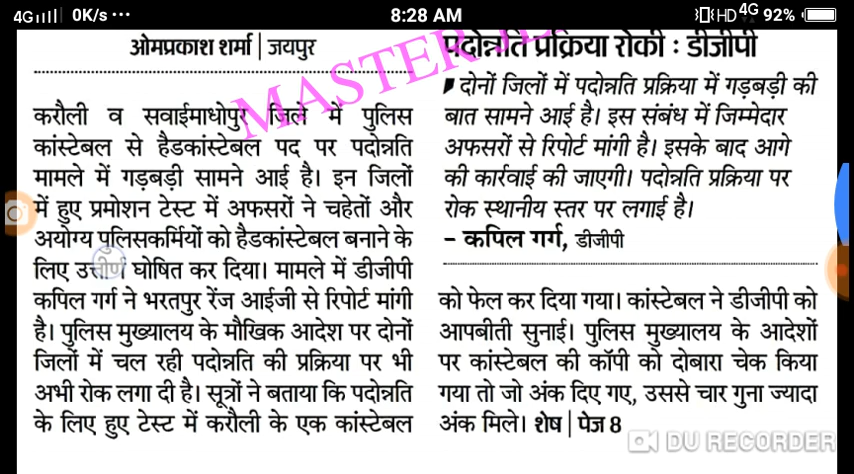 4G 0K/s ...
8:28 AM
HD 4G 92%
ओमप्रकाश शर्मा | जयपुर
करौली व सवाईमाधोपुर जिले में पुलिस
कांस्टेबल से हैडकांस्टेबल पद पर पदोन्नति
मामले में गड़बड़ी सामने आई है। इन जिलों
में हुए प्रमोशन टेस्ट में अफसरों ने चहेतों और
अयोग्य पुलिसकर्मियों को हैडकांस्टेबल बनाने के
लिए उत्तीर्ण घोषित कर दिया। मामले में डीजीपी
कपिल गर्ग ने भरतपुर रेंज आईजी से रिपोर्ट मांगी
है। पुलिस मुख्यालय के मौखिक आदेश पर दोनों
जिलों में चल रही पदोन्नति की प्रक्रिया पर भी
अभी रोक लगा दी है। सूत्रों ने बताया कि पदोन्नति
के लिए हुए टेस्ट में करौली के एक कांस्टेबल
पदोन्नति प्रक्रिया रोकी : डीजीपी
दोनों जिलों में पदोन्नति प्रक्रिया में गड़बड़ी की
बात सामने आई है। इस संबंध में जिम्मेदार
अफसरों से रिपोर्ट मांगी है। इसके बाद आगे
की कार्रवाई की जाएगी। पदोन्नति प्रक्रिया पर
रोक स्थानीय स्तर पर लगाई है।
– कपिल गर्ग, डीजीपी
को फेल कर दिया गया। कांस्टेबल ने डीजीपी को
आपबीती सुनाई। पुलिस मुख्यालय के आदेशों
पर कांस्टेबल की कॉपी को दोबारा चेक किया
गया तो जो अंक दिए गए, उससे चार गुना ज्यादा
अंक मिले। शेष | पेज 8
MASTER
DU RECORDER